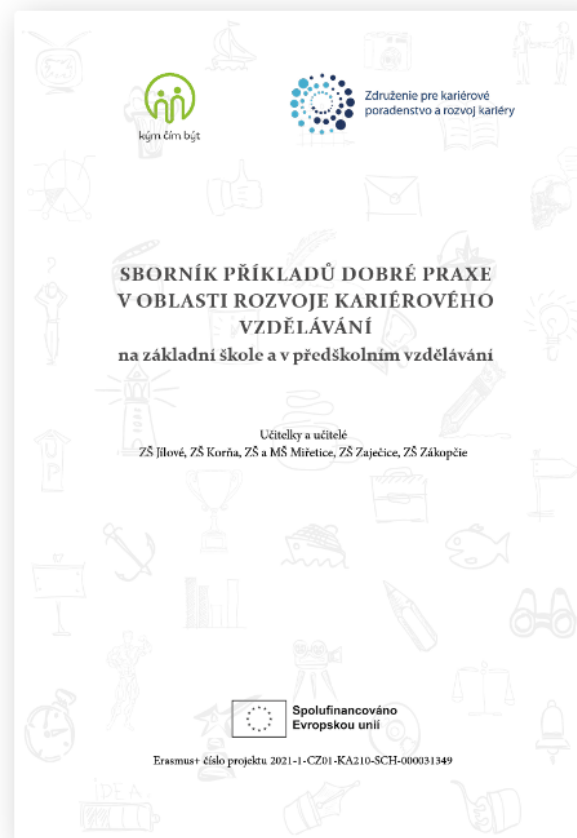 kým čím být
Združenie pre kariérové
poradenstvo a rozvoj kariéry
SBORNÍK PŘÍKLADŮ DOBRÉ PRAXE
V OBLASTI ROZVOJE KARIÉROVÉHO
VZDĚLÁVÁNÍ
na základní škole a v předškolním vzdělávání
Učitelky a učitelé
ZŠ Jílové, ZŠ Korňa, ZŠ a MŠ Miřetice, ZŠ Zaječice, ZŠ Zákopčie
UP
Spolufinancováno
Evropskou unií
Erasmus+ číslo projektu 2021-1-CZ01-KA210-SCH-000031349
IDEA